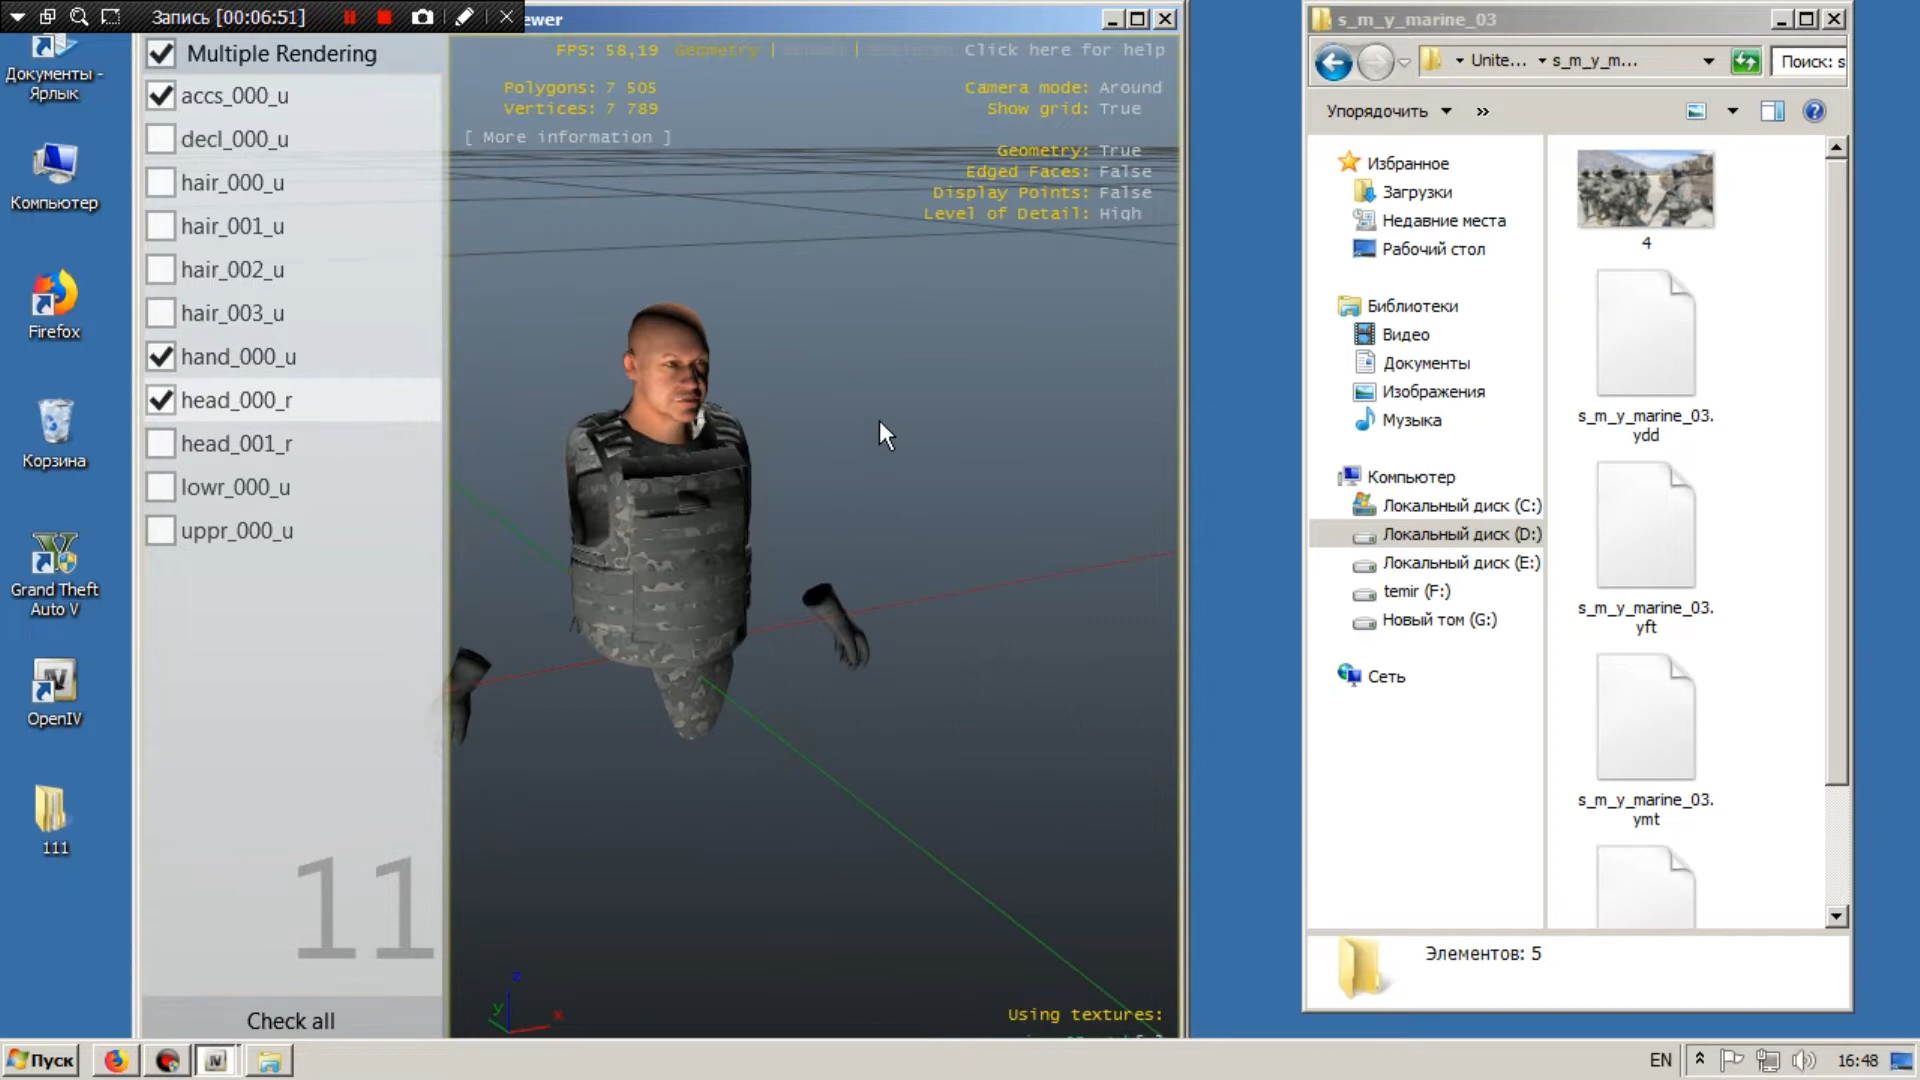 Запись [00:06:51]
ewer
Документы -
Ярлык
Компьютер
Firefox
Корзина
Grand Theft
Auto V
OpenIV
111
Multiple Rendering
accs_000_u
decl_000_u
hair_000_u
hair_001_u
hair_002_u
hair_003_u
hand_000_u
head_000_r
head_001_r
lowr_000_u
uppr_000_u
11
Check all
FPS: 58,19
Geometry |
Click here for help
Polygons: 7 505
Vertices: 7 789
[ More information ]
Camera mode: Around
Show grid: True
Geometry: True
Edged Faces: False
Display Points: False
Level of Detail: High
z
y
x
Using textures:
s_m_y_marine_03
Unite...
s_m_y_m...
Поиск: s
Упорядочить
»
Избранное
Загрузки
Недавние места
Рабочий стол
Библиотеки
Видео
Документы
Изображения
Музыка
Компьютер
Локальный диск (C:)
Локальный диск (D:)
Локальный диск (E:)
temir (F:)
Новый том (G:)
Сеть
4
s_m_y_marine_03.
ydd
s_m_y_marine_03.
yft
s_m_y_marine_03.
ymt
Элементов: 5
Пуск
EN
16:48